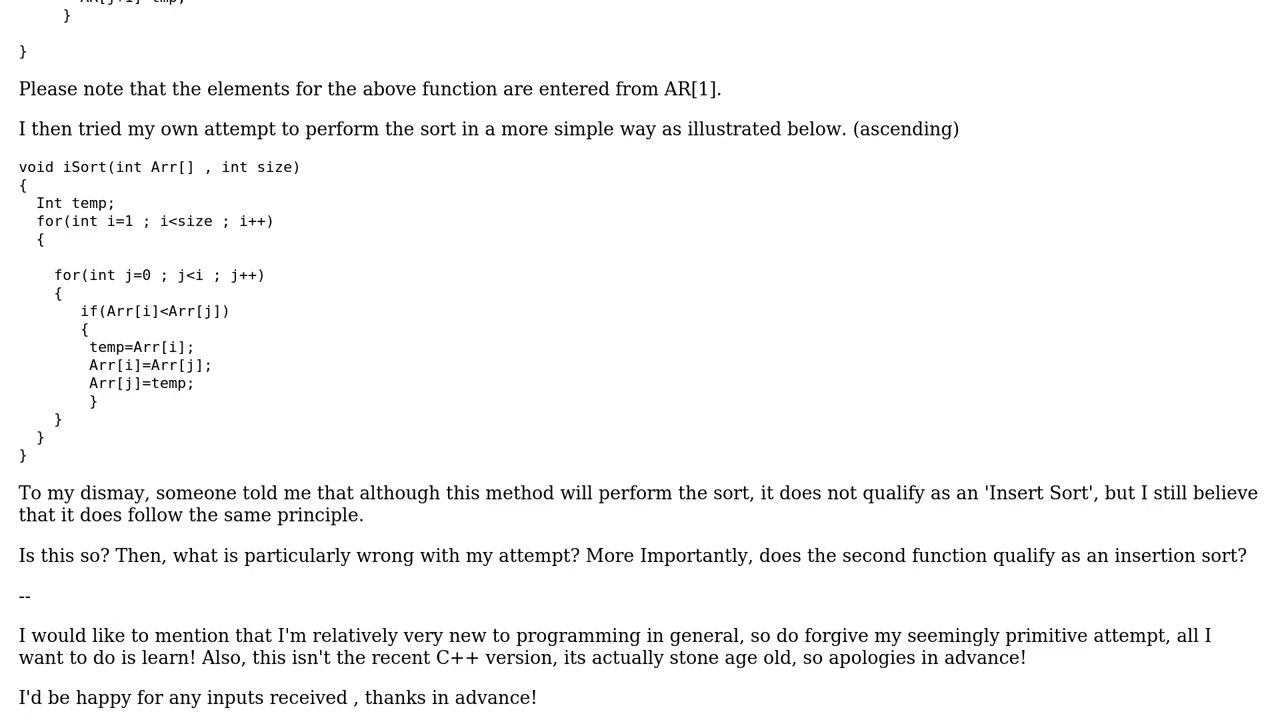 AR[j+1]=tmp;
}
}
Please note that the elements for the above function are entered from AR[1].
I then tried my own attempt to perform the sort in a more simple way as illustrated below. (ascending)
void iSort(int Arr[] , int size)
{
Int temp;
for(int i=1 ; i<size ; i++)
{
for(int j=0 ; j<i ; j++)
{
if(Arr[i]<Arr[j])
{
temp=Arr[i];
Arr[i]=Arr[j];
Arr[j]=temp;
}
}
}
}
To my dismay, someone told me that although this method will perform the sort, it does not qualify as an 'Insert Sort', but I still believe
that it does follow the same principle.
Is this so? Then, what is particularly wrong with my attempt? More Importantly, does the second function qualify as an insertion sort?
--
I would like to mention that I'm relatively very new to programming in general, so do forgive my seemingly primitive attempt, all I
want to do is learn! Also, this isn't the recent C++ version, its actually stone age old, so apologies in advance!
I'd be happy for any inputs received , thanks in advance!